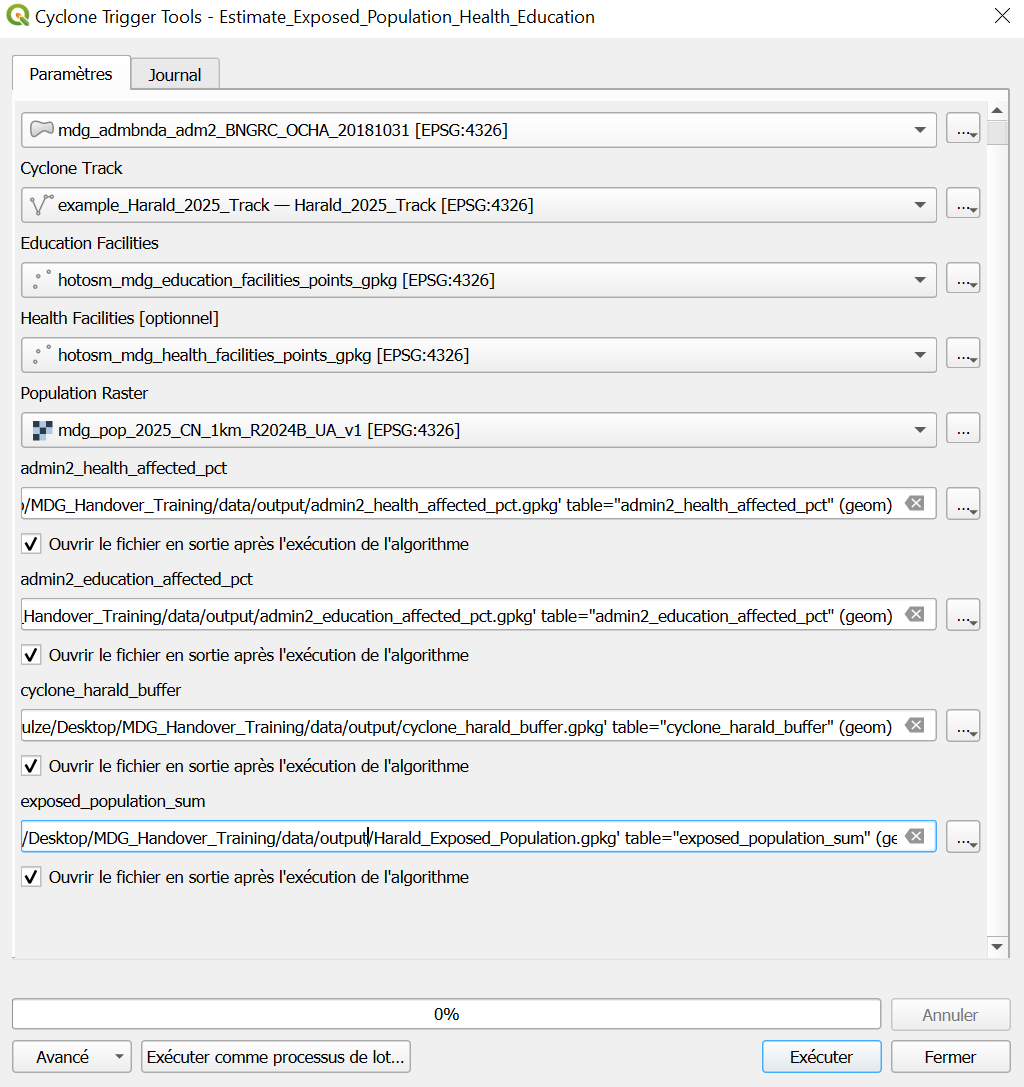 Cyclone Trigger Tools - Estimate_Exposed_Population_Health_Education
Paramètres
Journal
mdg_admbnda_adm2_BNGRC_OCHA_20181031 [EPSG:4326]
...
Cyclone Track
example_Harald_2025_Track — Harald_2025_Track [EPSG:4326]
...
Education Facilities
hotosm_mdg_education_facilities_points_gpkg [EPSG:4326]
...
Health Facilities [optionnel]
hotosm_mdg_health_facilities_points_gpkg [EPSG:4326]
...
Population Raster
mdg_pop_2025_CN_1km_R2024B_UA_v1 [EPSG:4326]
...
admin2_health_affected_pct
/MDG_Handover_Training/data/output/admin2_health_affected_pct.gpkg' table="admin2_health_affected_pct" (geom)
...
Ouvrir le fichier en sortie après l'exécution de l'algorithme
admin2_education_affected_pct
_Handover_Training/data/output/admin2_education_affected_pct.gpkg' table="admin2_education_affected_pct" (geom)
...
Ouvrir le fichier en sortie après l'exécution de l'algorithme
cyclone_harald_buffer
ulze/Desktop/MDG_Handover_Training/data/output/cyclone_harald_buffer.gpkg' table="cyclone_harald_buffer" (geom)
...
Ouvrir le fichier en sortie après l'exécution de l'algorithme
exposed_population_sum
/Desktop/MDG_Handover_Training/data/output/Harald_Exposed_Population.gpkg' table="exposed_population_sum" (ge
...
Ouvrir le fichier en sortie après l'exécution de l'algorithme
0%
Annuler
Avancé
Exécuter comme processus de lot...
Exécuter
Fermer